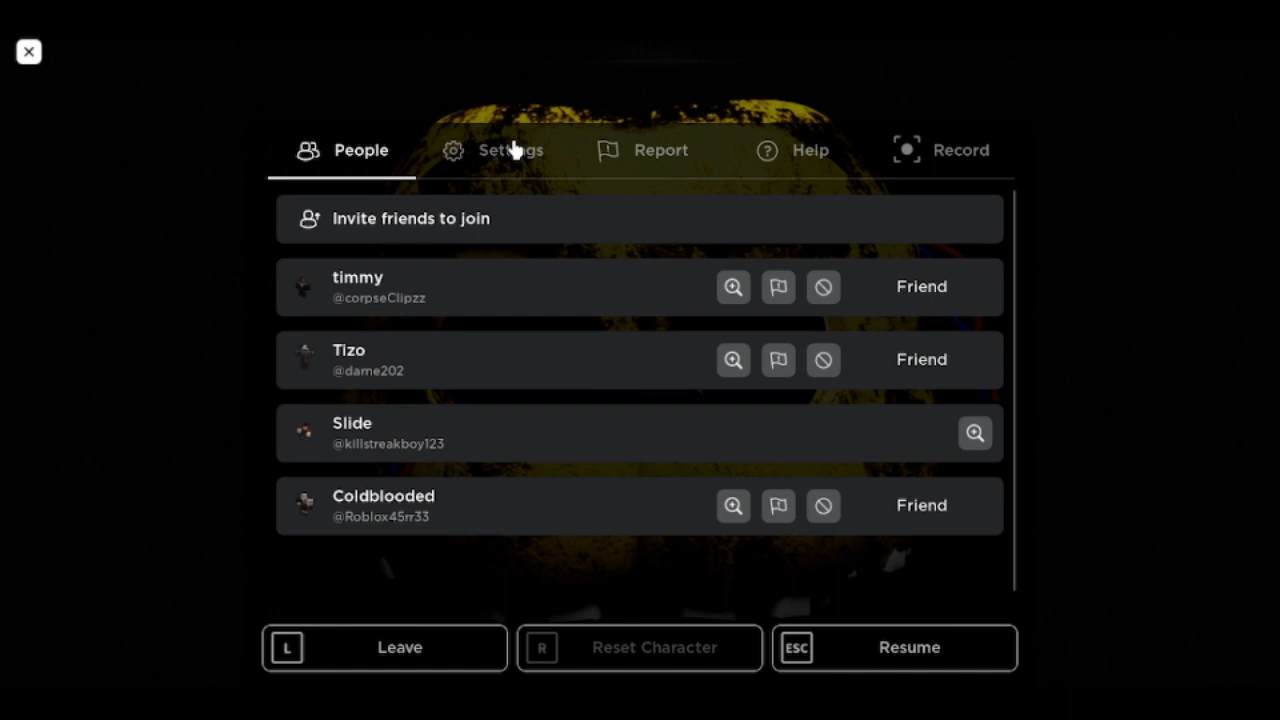 People
Settings
Report
Help
Record
Invite friends to join
timmy
@corpseClipzz
Friend
Tizo
@dame202
Friend
Slide
@killstreakboy123
Coldblooded
@Roblox45rr33
Friend
L
Leave
R
Reset Character
ESC
Resume